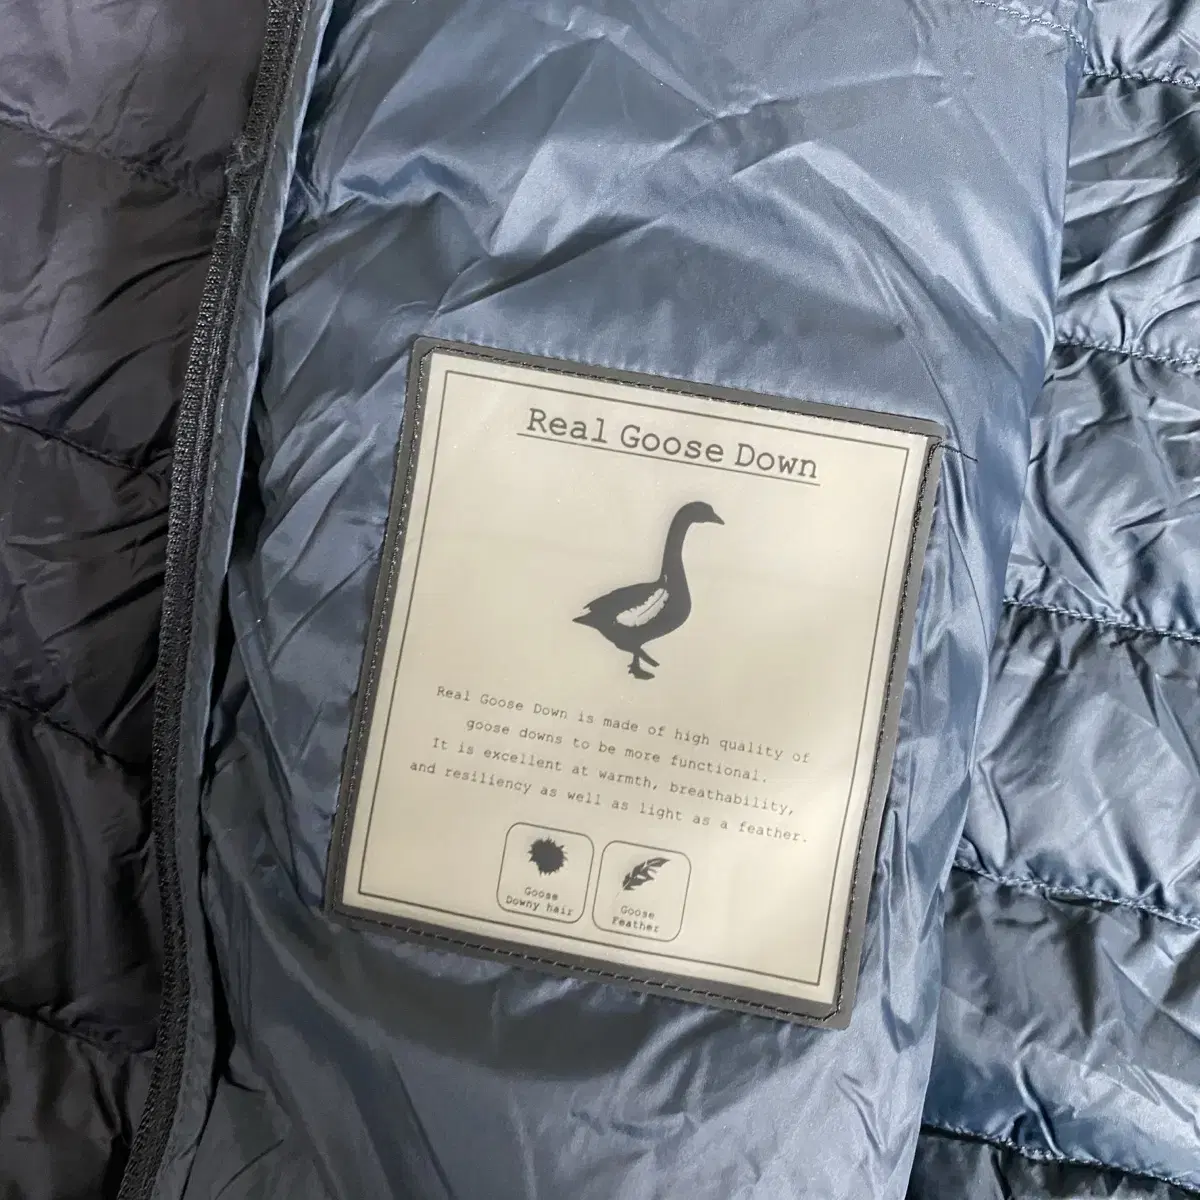 Real Goose Down
Real Goose Down is made of high quality of
goose downs to be more functional.
It is excellent at warmth, breathability,
and resiliency as well as light as a feather.
Goose
Downy hair
Goose
Feather